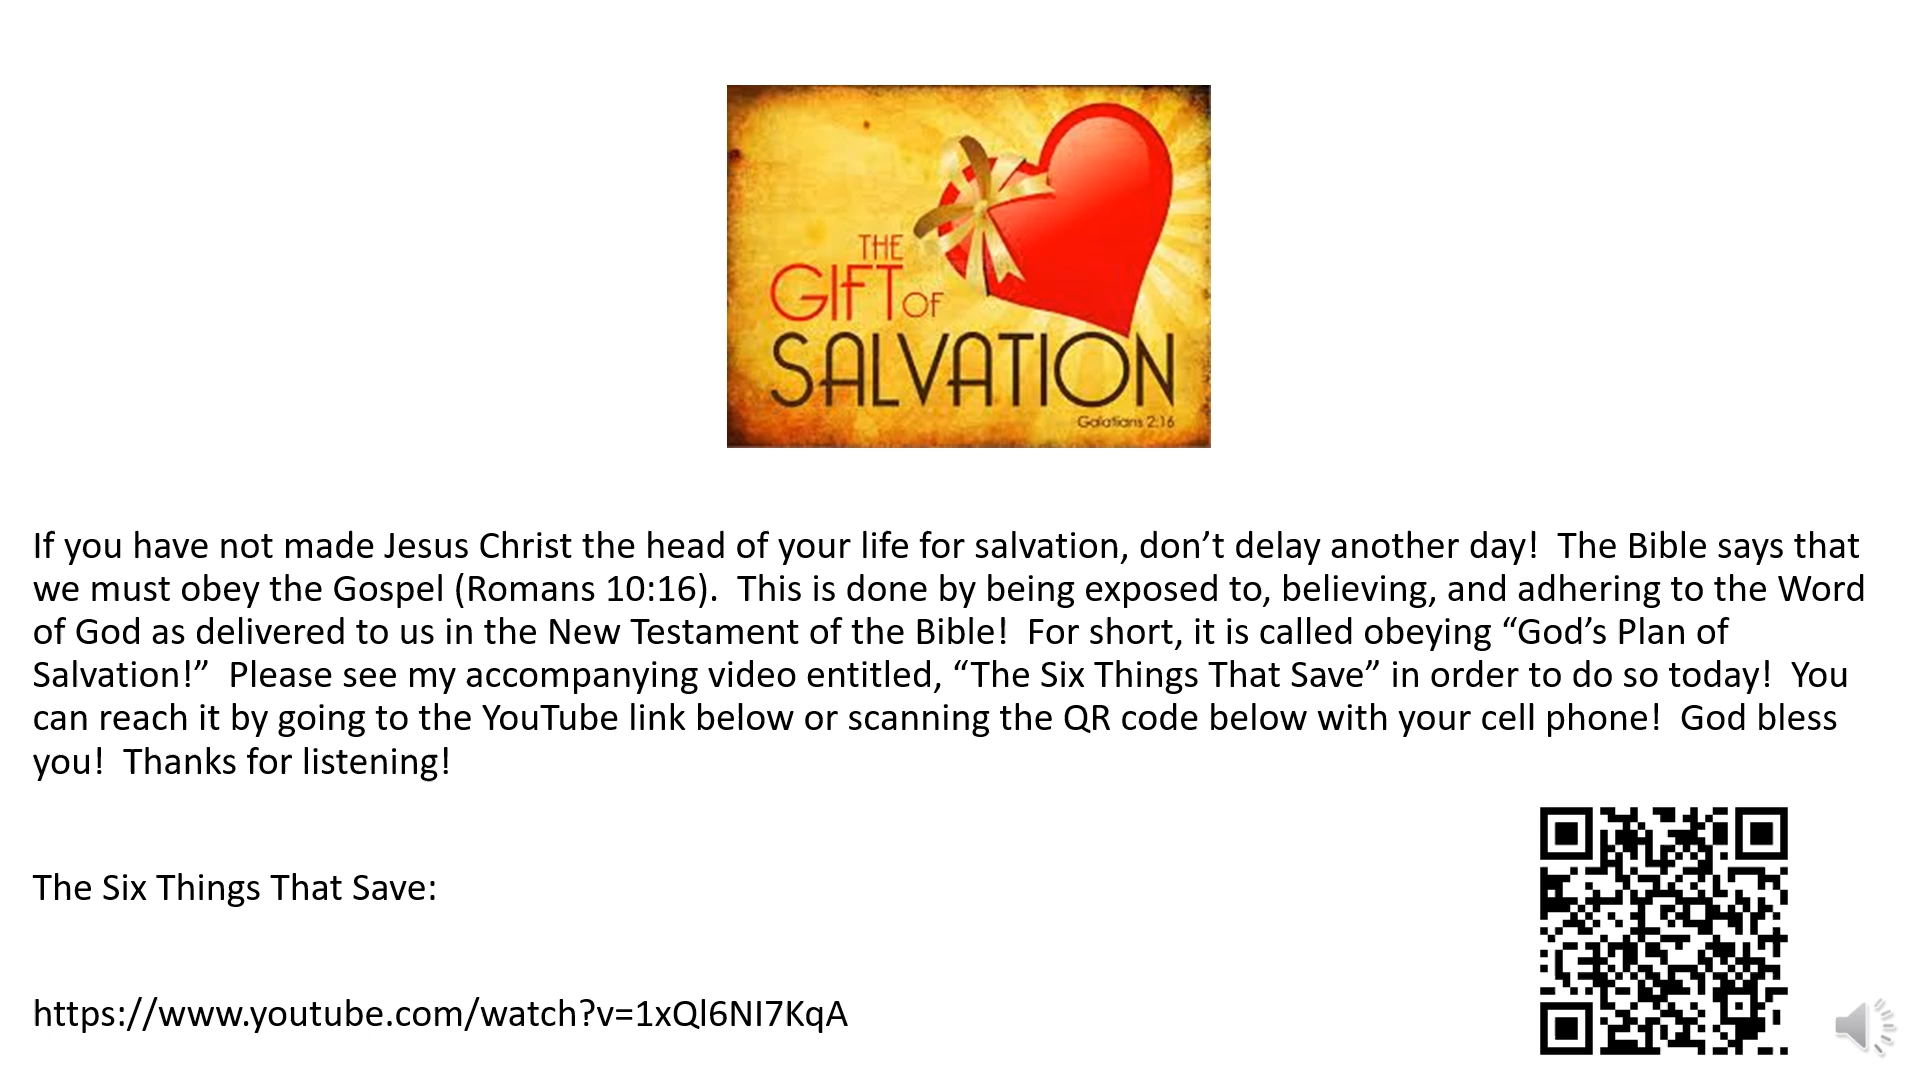 THE
GIFT OF
SALVATION
Galatians 2:16
If you have not made Jesus Christ the head of your life for salvation, don’t delay another day!  The Bible says that
we must obey the Gospel (Romans 10:16).  This is done by being exposed to, believing, and adhering to the Word
of God as delivered to us in the New Testament of the Bible!  For short, it is called obeying “God’s Plan of
Salvation!”  Please see my accompanying video entitled, “The Six Things That Save” in order to do so today!  You
can reach it by going to the YouTube link below or scanning the QR code below with your cell phone!  God bless
you!  Thanks for listening!
The Six Things That Save:
https://www.youtube.com/watch?v=1xQl6NI7KqA